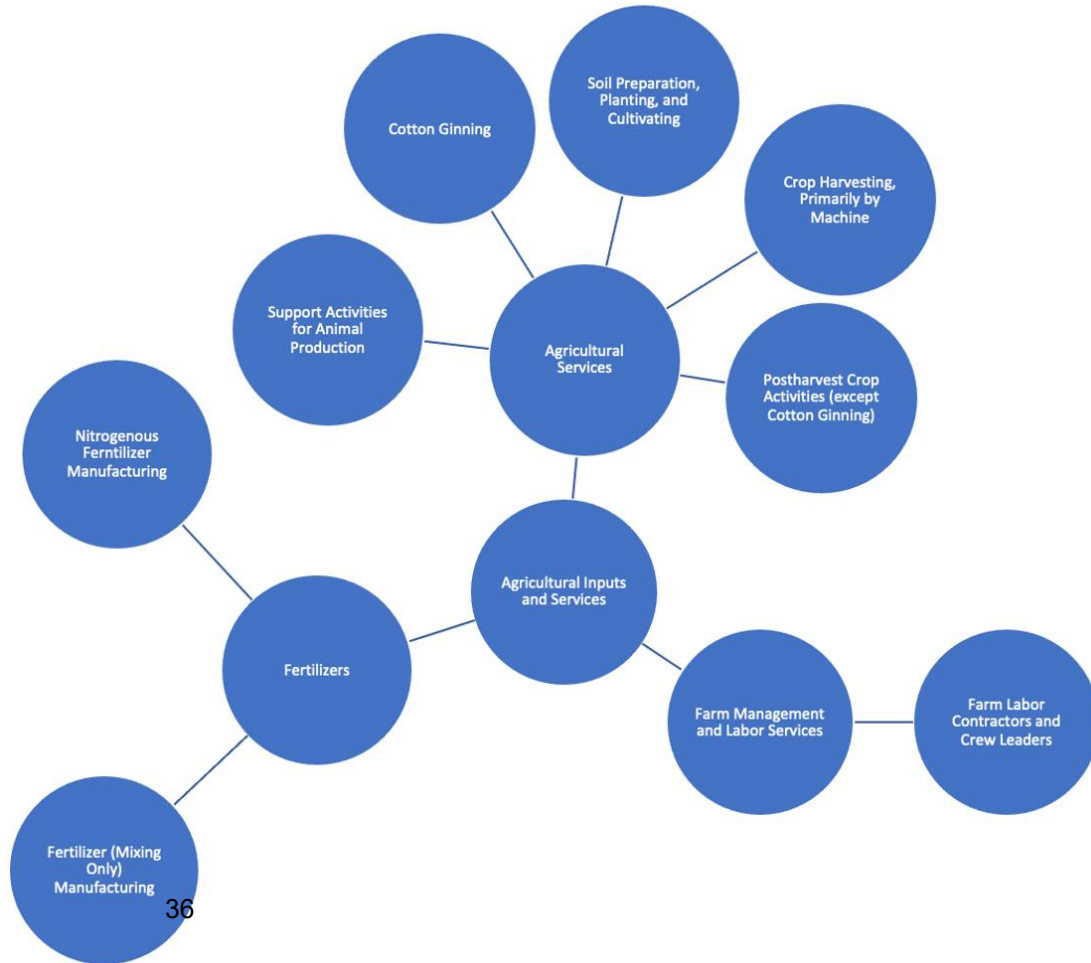 Soil Preparation,
Planting, and
Cultivating
Cotton Ginning
Crop Harvesting,
Primarily by
Machine
Support Activities
for Animal
Production
Agricultural
Services
Postharvest Crop
Activities (except
Cotton Ginning)
Nitrogenous
Ferntilizer
Manufacturing
Agricultural Inputs
and Services
Fertilizers
Farm Management
and Labor Services
Farm Labor
Contractors and
Crew Leaders
Fertilizer (Mixing
Only)
Manufacturing
36